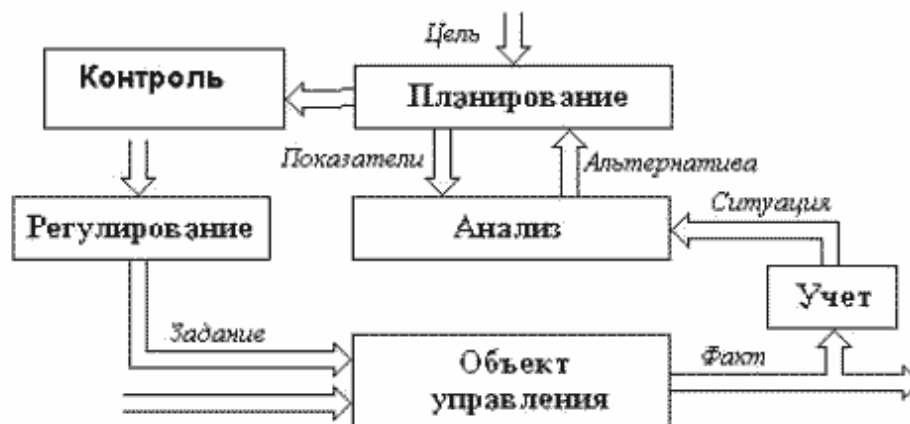 Цель
Контроль
Планирование
Показатели
Альтернатива
Ситуация
Регулирование
Анализ
Учет
Задание
Факт
Объект
управления